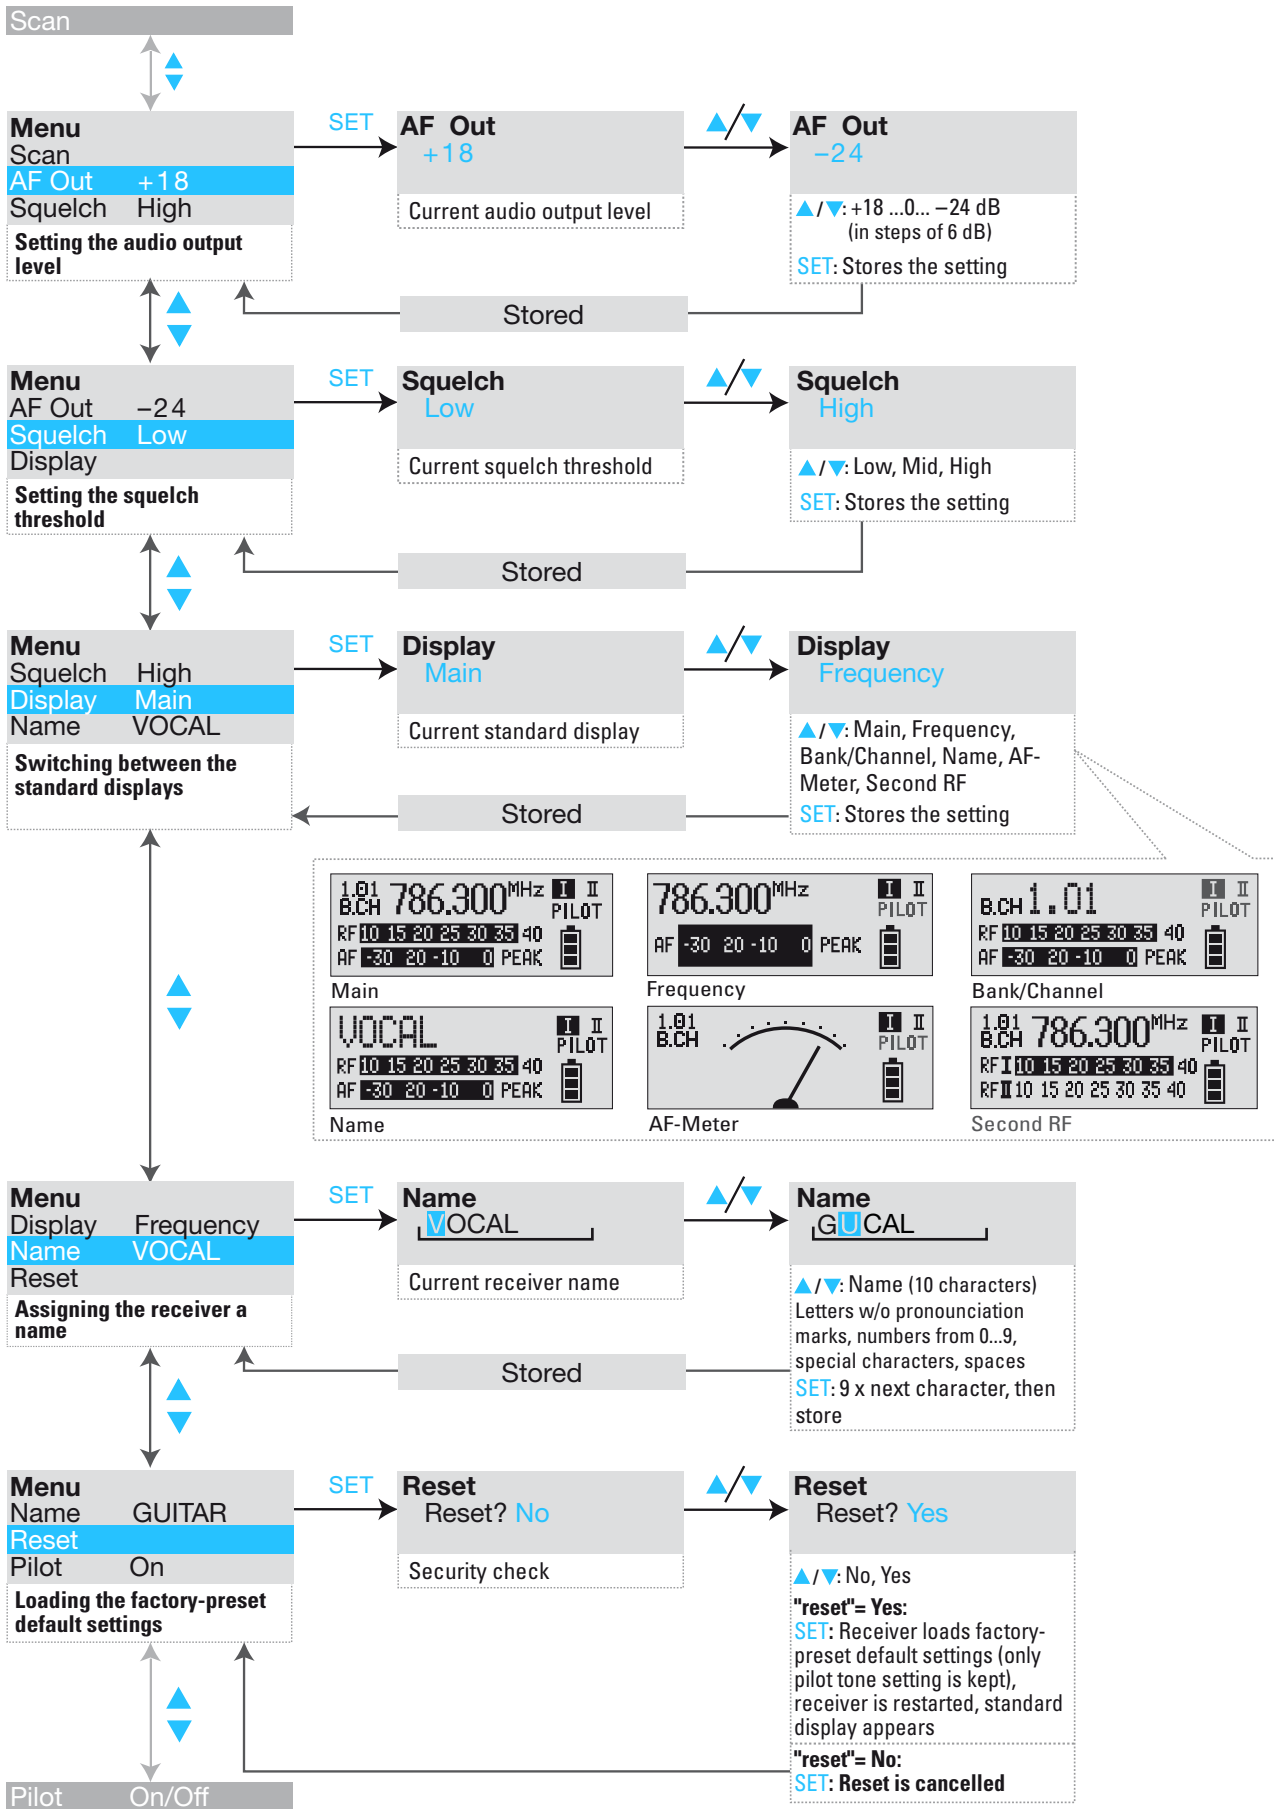 Scan
Menu
Scan
AF Out +18
Squelch High
Setting the audio output
level
SET
AF Out
+18
Current audio output level
▲/▼
AF Out
–24
▲/▼: +18 ...0... –24 dB
(in steps of 6 dB)
SET: Stores the setting
Stored
Menu
AF Out –24
Squelch Low
Display
Setting the squelch
threshold
SET
Squelch
Low
Current squelch threshold
▲/▼
Squelch
High
▲/▼: Low, Mid, High
SET: Stores the setting
Stored
Menu
Squelch High
Display Main
Name VOCAL
Switching between the
standard displays
SET
Display
Main
Current standard display
▲/▼
Display
Frequency
▲/▼: Main, Frequency,
Bank/Channel, Name, AF-
Meter, Second RF
SET: Stores the setting
Stored
1.01
B.CH 786.300MHz I II
PILOT
RF 10 15 20 25 30 35 40
AF -30 20 -10 0 PEAK
Main
786.300MHz I II
PILOT
AF -30 20 -10 0 PEAK
Frequency
B.CH 1.01 I II
PILOT
RF 10 15 20 25 30 35 40
AF -30 20 -10 0 PEAK
Bank/Channel
VOCAL I II
PILOT
RF 10 15 20 25 30 35 40
AF -30 20 -10 0 PEAK
Name
1.01
B.CH I II
PILOT
AF-Meter
1.01
B.CH 786.300MHz I II
PILOT
RF I 10 15 20 25 30 35 40
RF II 10 15 20 25 30 35 40
Second RF
Menu
Display Frequency
Name VOCAL
Reset
Assigning the receiver a
name
SET
Name
VOCAL
Current receiver name
▲/▼
Name
GUCAL
▲/▼: Name (10 characters)
Letters w/o pronounciation
marks, numbers from 0...9,
special characters, spaces
SET: 9 x next character, then
store
Stored
Menu
Name GUITAR
Reset
Pilot On
Loading the factory-preset
default settings
SET
Reset
Reset? No
Security check
▲/▼
Reset
Reset? Yes
▲/▼: No, Yes
"reset"= Yes:
SET: Receiver loads factory-
preset default settings (only
pilot tone setting is kept),
receiver is restarted, standard
display appears
"reset"= No:
SET: Reset is cancelled
Pilot On/Off